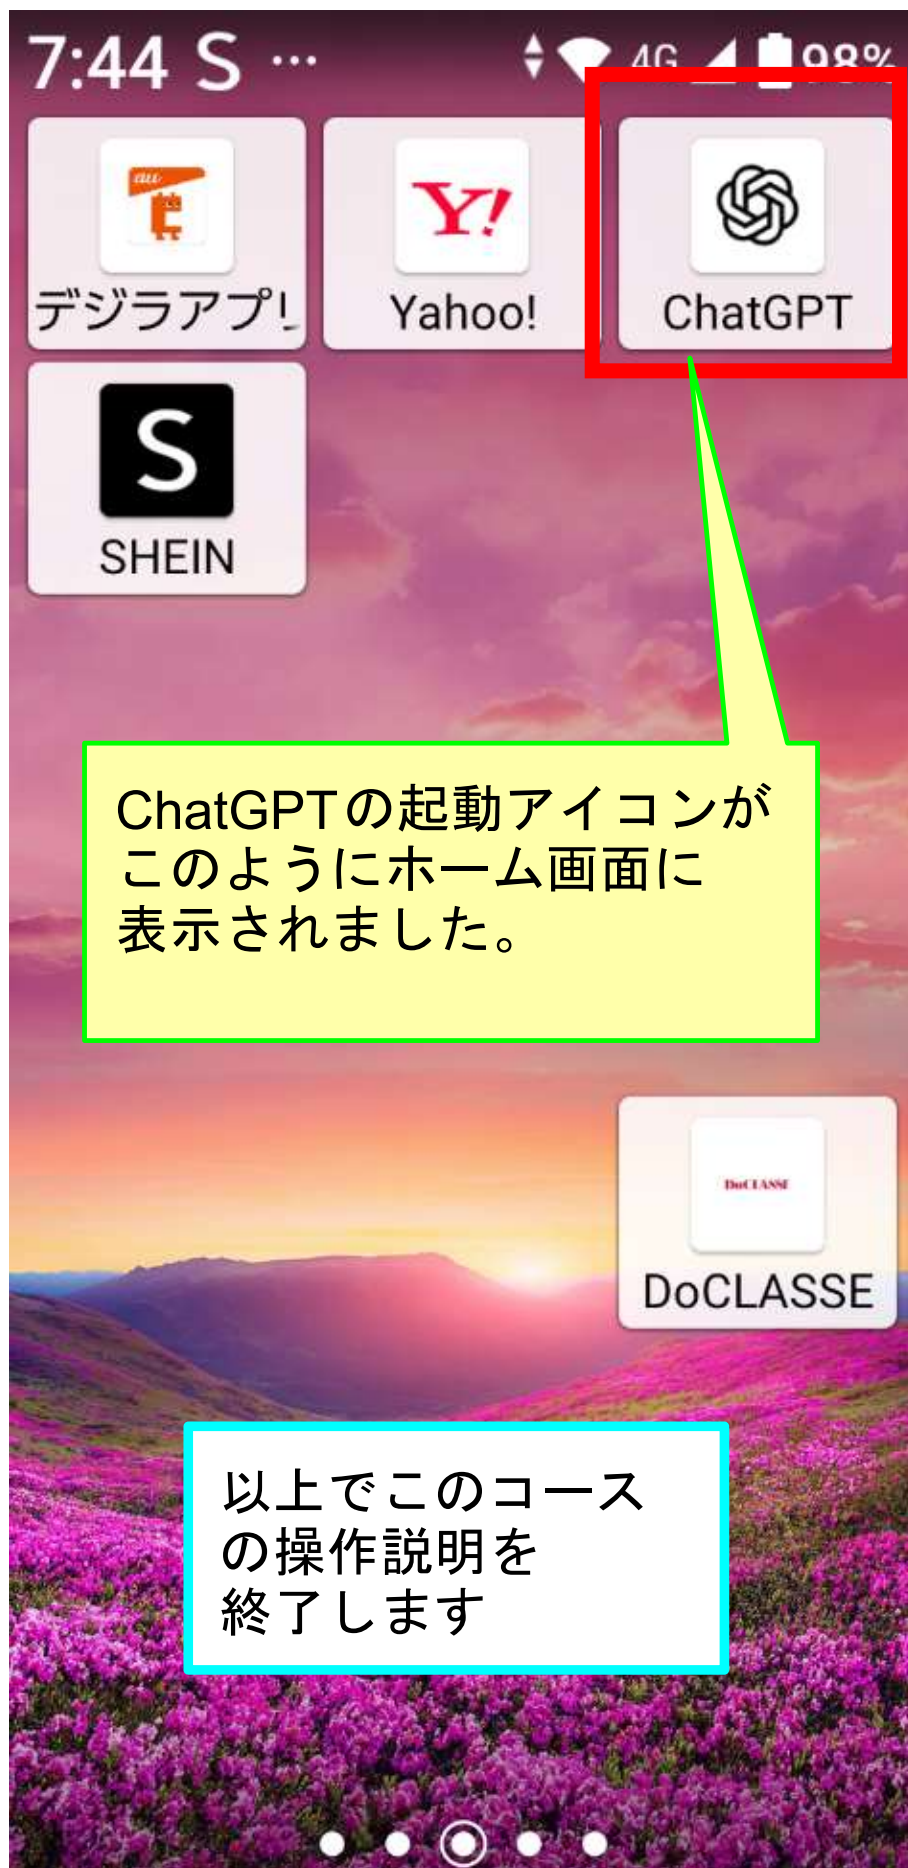 7:44 S … 4G 98%
au
Y!
デジラアプリ
Yahoo!
ChatGPT
S
SHEIN
ChatGPTの起動アイコンが
このようにホーム画面に
表示されました。
DoCLASSE
DoCLASSE
以上でこのコース
の操作説明を
終了します